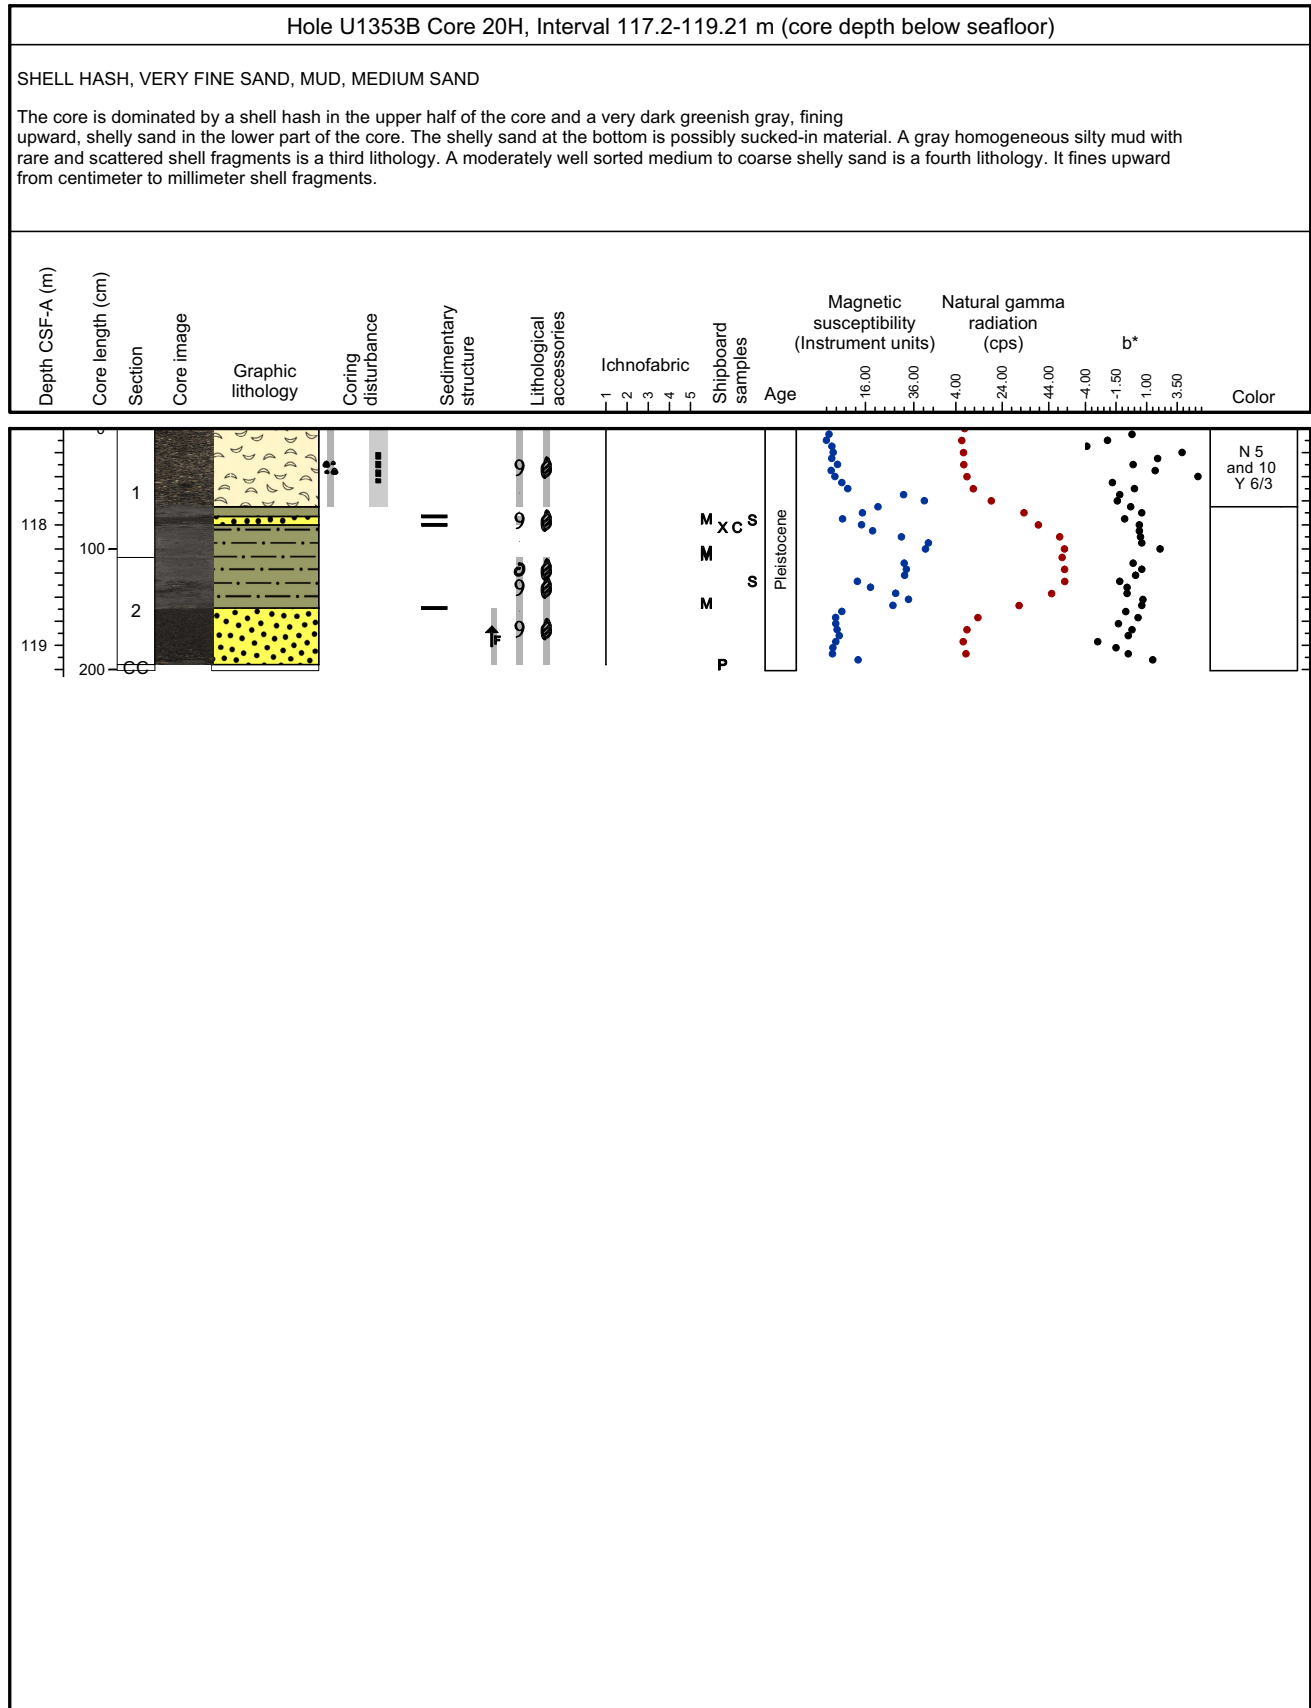 Hole U1353B Core 20H, Interval 117.2-119.21 m (core depth below seafloor)
SHELL HASH, VERY FINE SAND, MUD, MEDIUM SAND
The core is dominated by a shell hash in the upper half of the core and a very dark greenish gray, fining
upward, shelly sand in the lower part of the core. The shelly sand at the bottom is possibly sucked-in material. A gray homogeneous silty mud with
rare and scattered shell fragments is a third lithology. A moderately well sorted medium to coarse shelly sand is a fourth lithology. It fines upward
from centimeter to millimeter shell fragments.
Depth CSF-A (m)
Core length (cm)
Section
Core image
Graphic
lithology
Coring
disturbance
Sedimentary
structure
Lithological
accessories
Ichnofabric
1 2 3 4 5
Shipboard
samples
Age
Magnetic
susceptibility
(Instrument units)
16.00 36.00
Natural gamma
radiation
(cps)
4.00 24.00 44.00
b*
-4.00 -1.50 1.00 3.50
Color
0
1
118
100
2
119
200
CC
F
M X C S
M
M
S
M
P
Pleistocene
N 5
and 10
Y 6/3